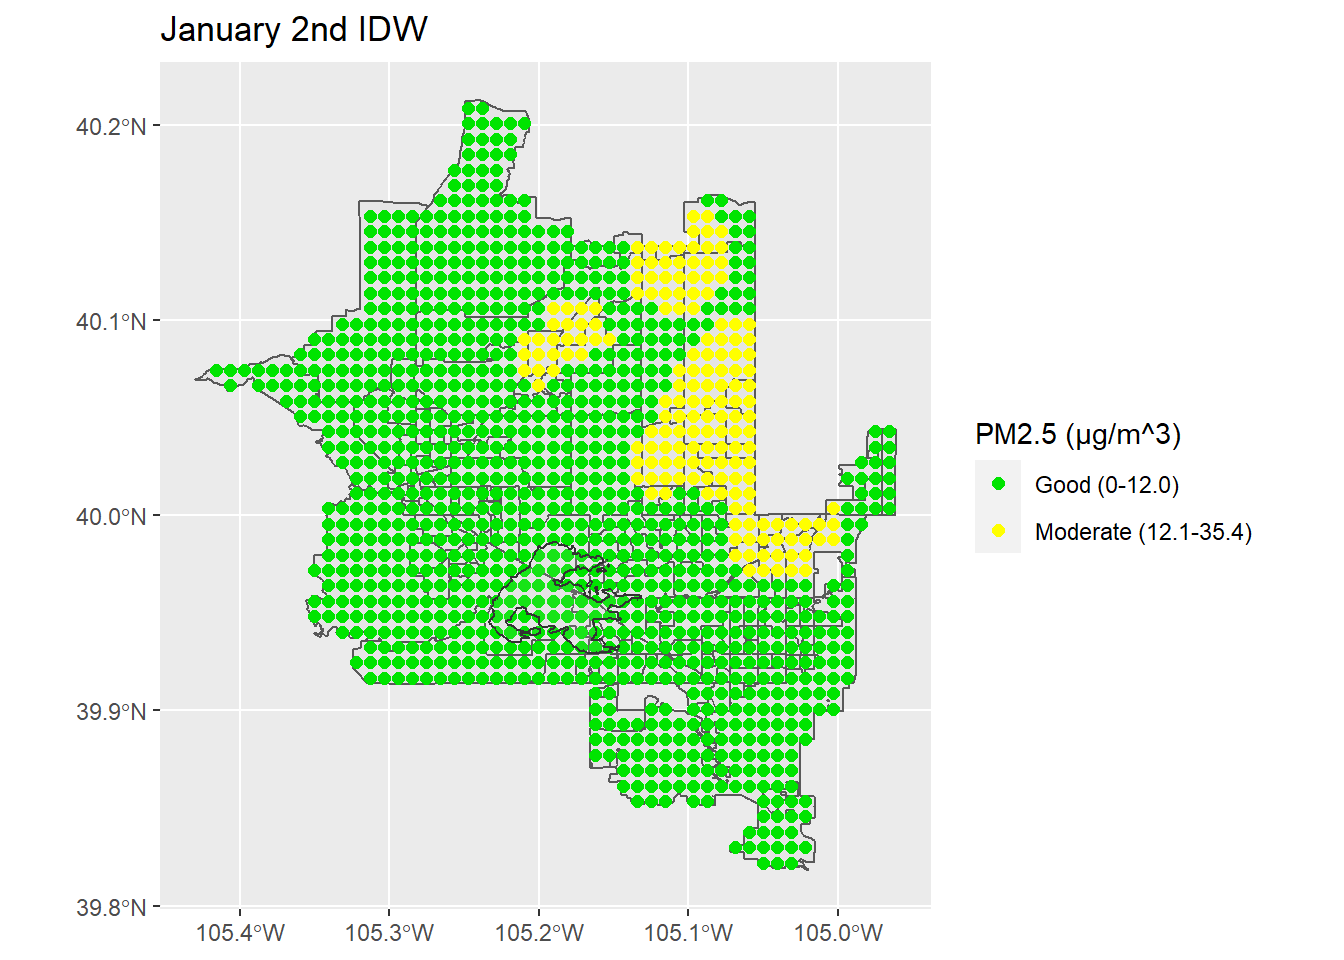 January 2nd IDW
40.2°N
40.1°N
40.0°N
39.9°N
39.8°N
105.4°W
105.3°W
105.2°W
105.1°W
105.0°W
PM2.5 (µg/m^3)
Good (0-12.0)
Moderate (12.1-35.4)